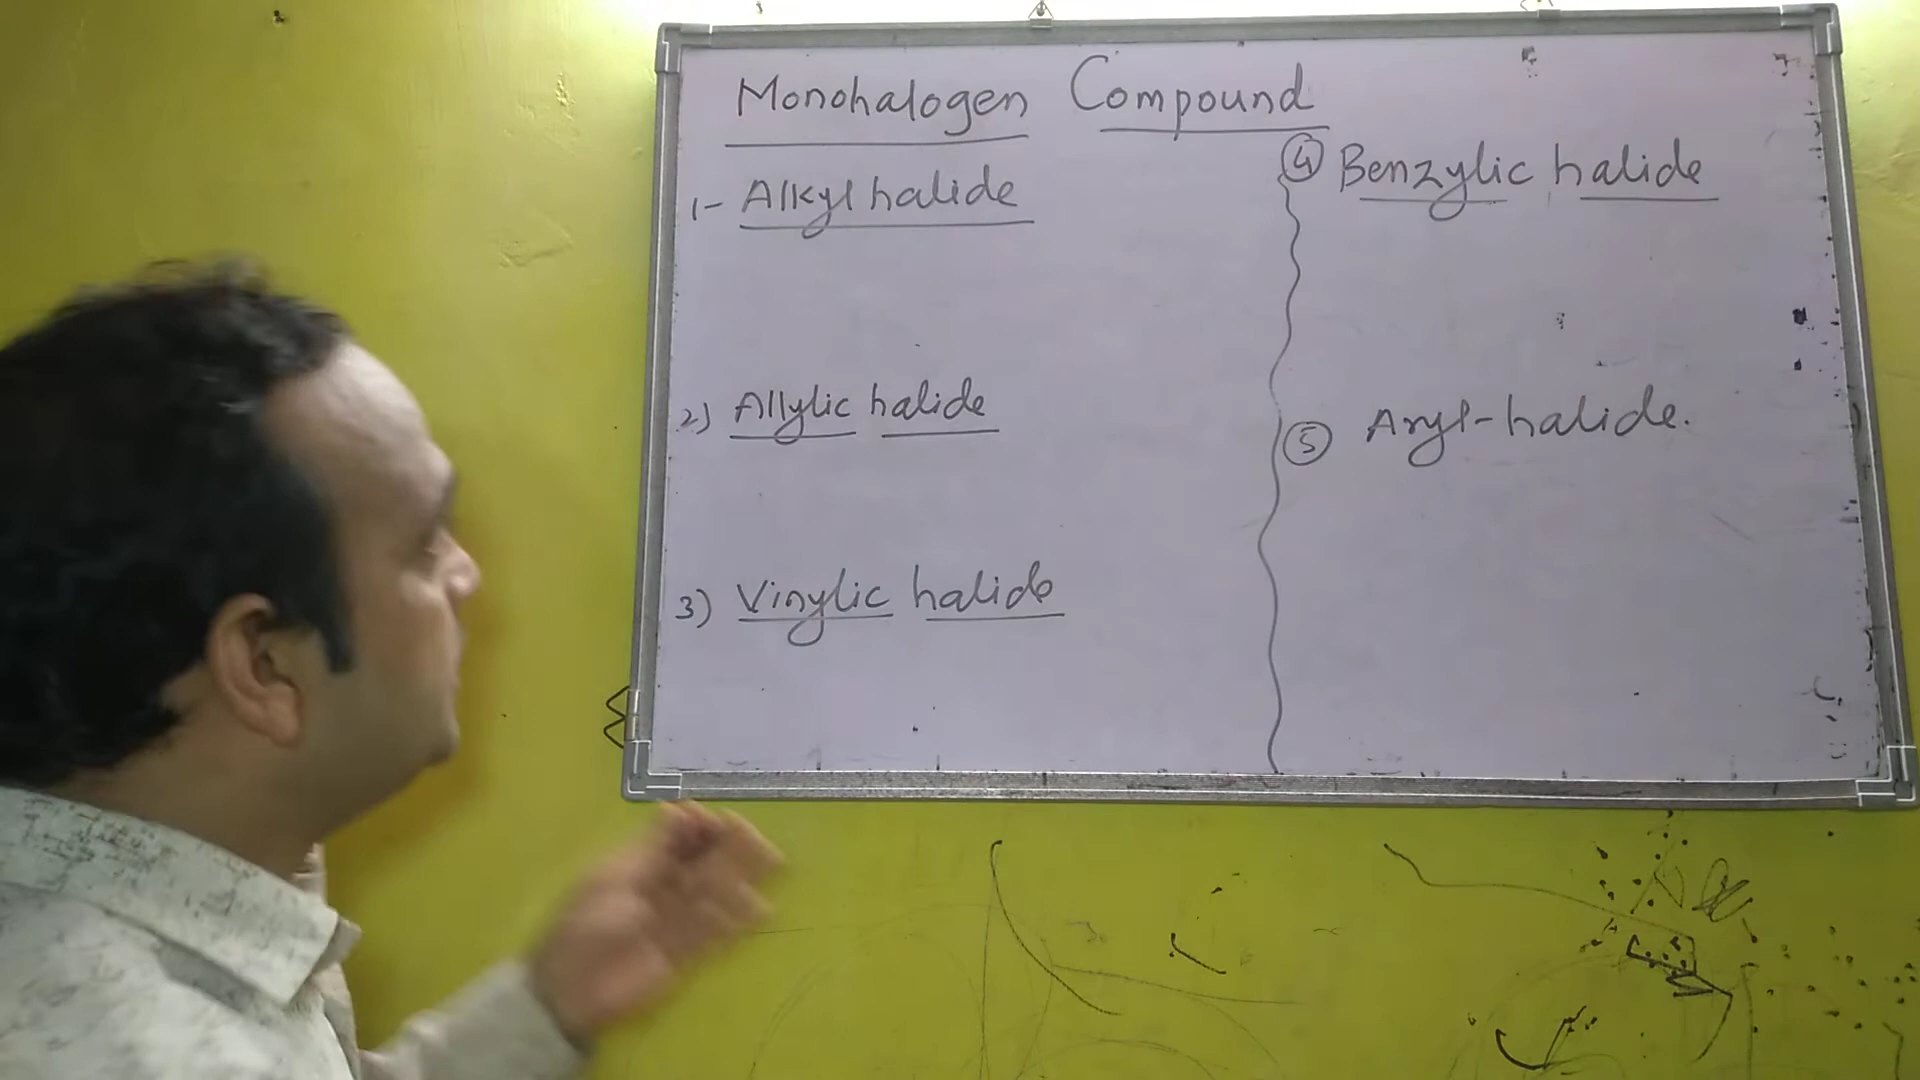 Monohalogen Compound
1- Alkyl halide
2) Allylic halide
3) Vinylic halide
④ Benzylic halide
⑤ Aryl-halide.